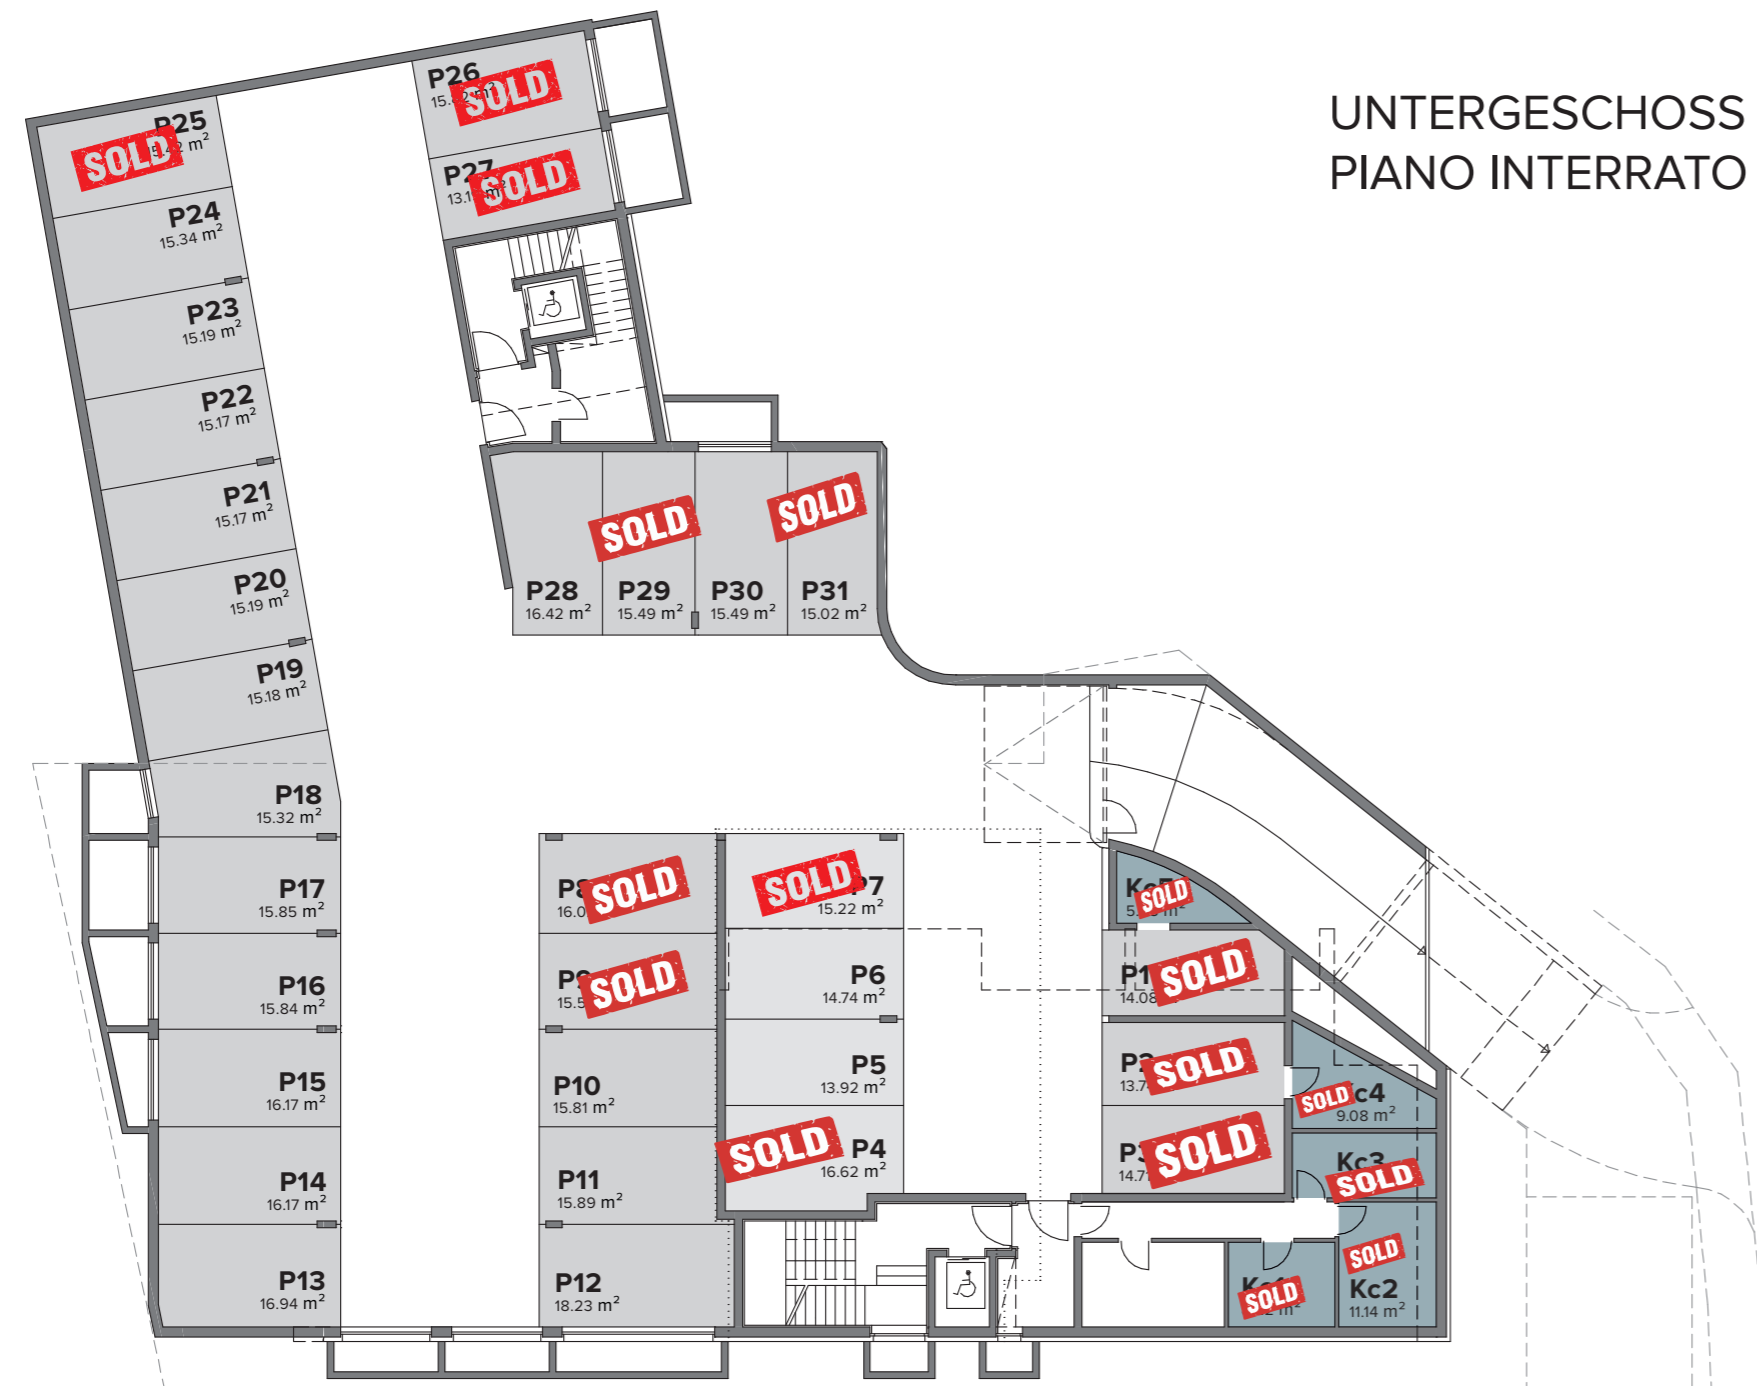 UNTERGESCHOSS
PIANO INTERRATO
P26
SOLD
P25
SOLD
P27
SOLD
P24
15.34 m²
P23
15.19 m²
P22
15.17 m²
P21
15.17 m²
P20
15.19 m²
P19
15.18 m²
P18
15.32 m²
P17
15.85 m²
P16
15.84 m²
P15
16.17 m²
P14
16.17 m²
P13
16.94 m²
SOLD
SOLD
P28
16.42 m²
P29
15.49 m²
P30
15.49 m²
P31
15.02 m²
SOLD
SOLD
P10
15.81 m²
P11
15.89 m²
P12
18.23 m²
SOLD
15.22 m²
P6
14.74 m²
P5
13.92 m²
SOLD
P4
16.62 m²
SOLD
P1
SOLD
SOLD
SOLD
SOLD
9.08 m²
Kc3
SOLD
SOLD
Kc2
11.14 m²
SOLD